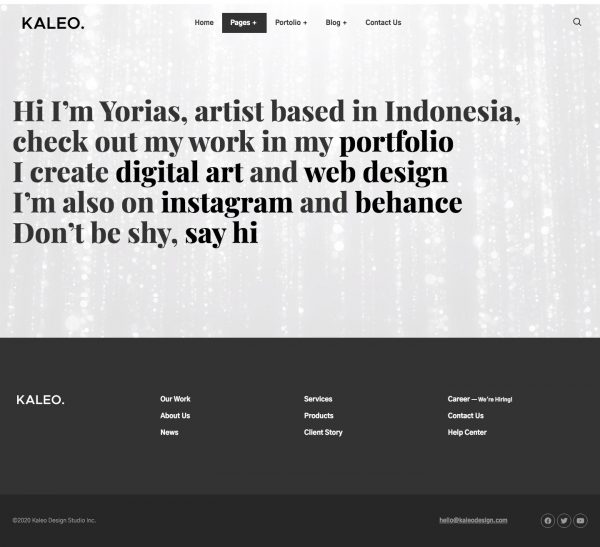 KALEO.
Home Pages + Portolio + Blog + Contact Us
Hi I’m Yorias, artist based in Indonesia,
check out my work in my portfolio
I create digital art and web design
I’m also on instagram and behance
Don’t be shy, say hi
KALEO.
Our Work
About Us
News
Services
Products
Client Story
Career — We’re Hiring!
Contact Us
Help Center
©2020 Kaleo Design Studio Inc.
hello@kaleodesign.com